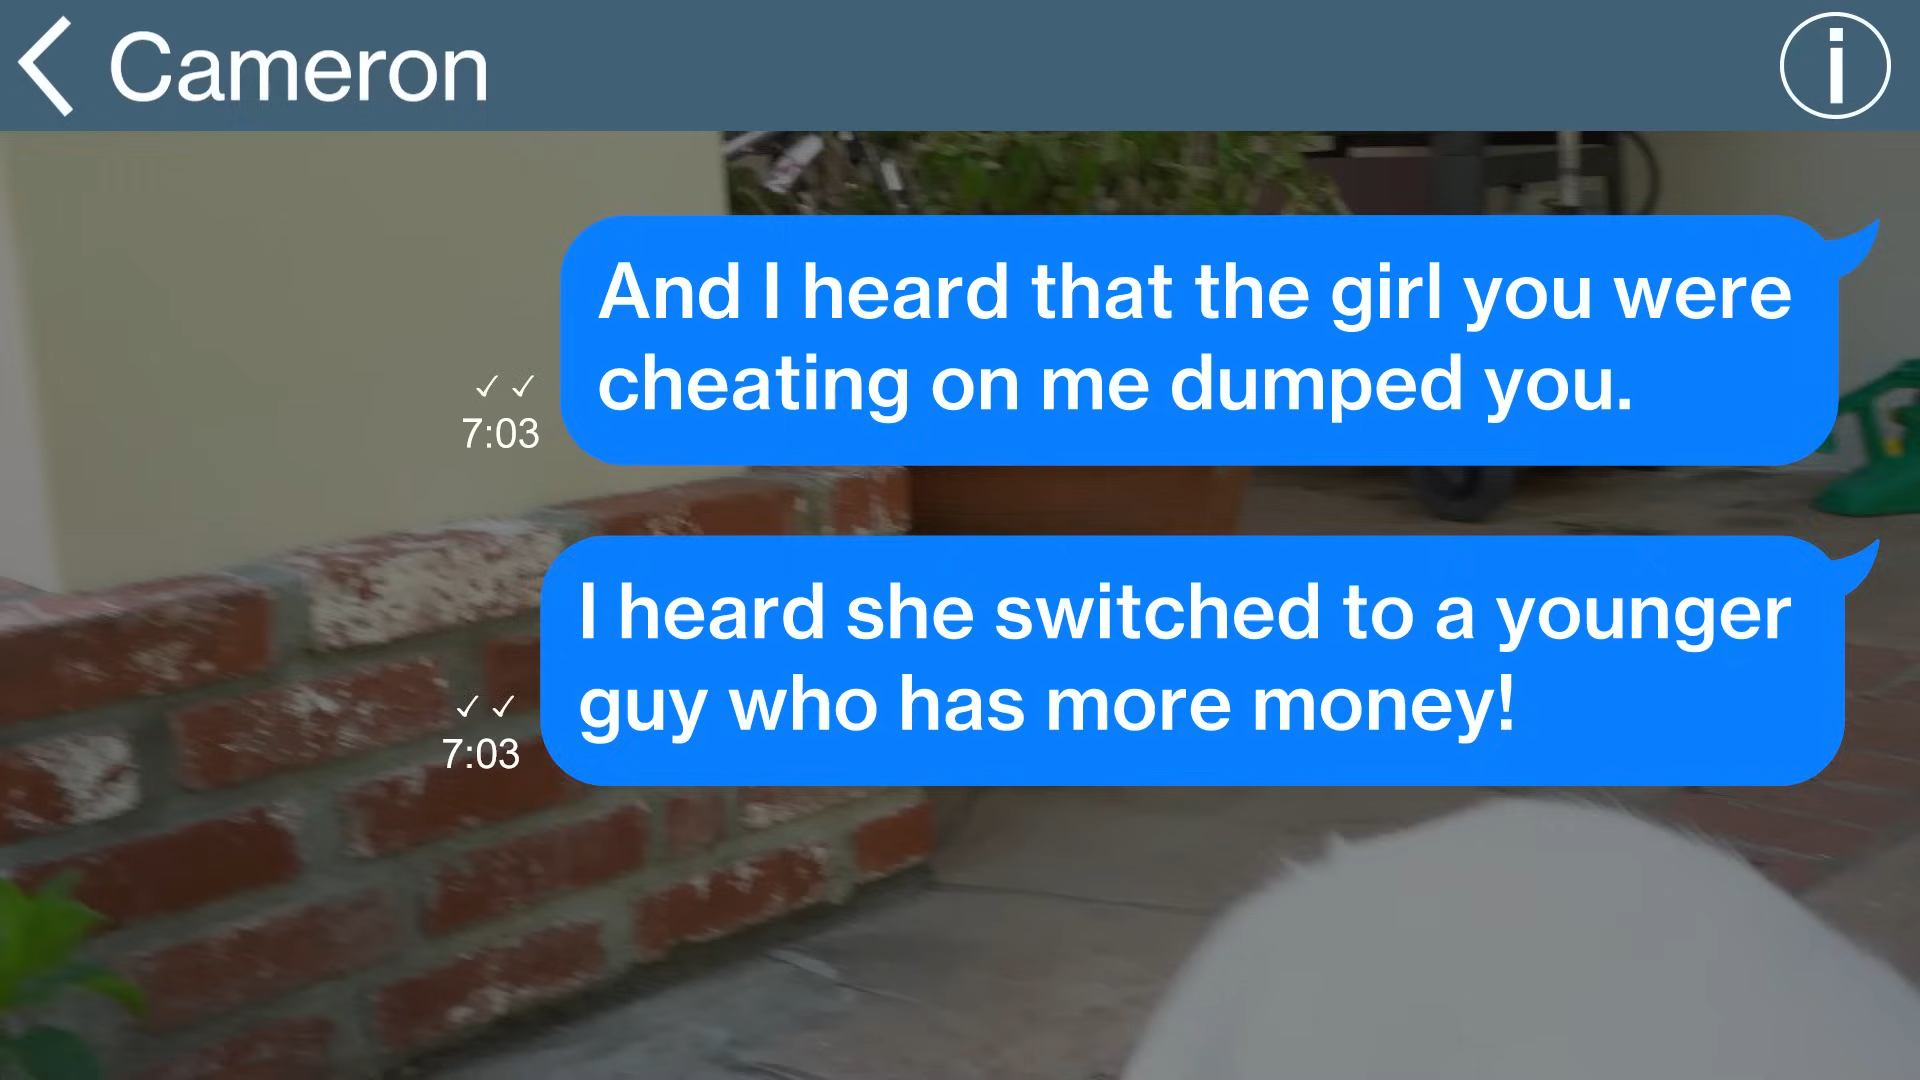 Cameron
And I heard that the girl you were
cheating on me dumped you.
✓✓
7:03
I heard she switched to a younger
guy who has more money!
✓✓
7:03